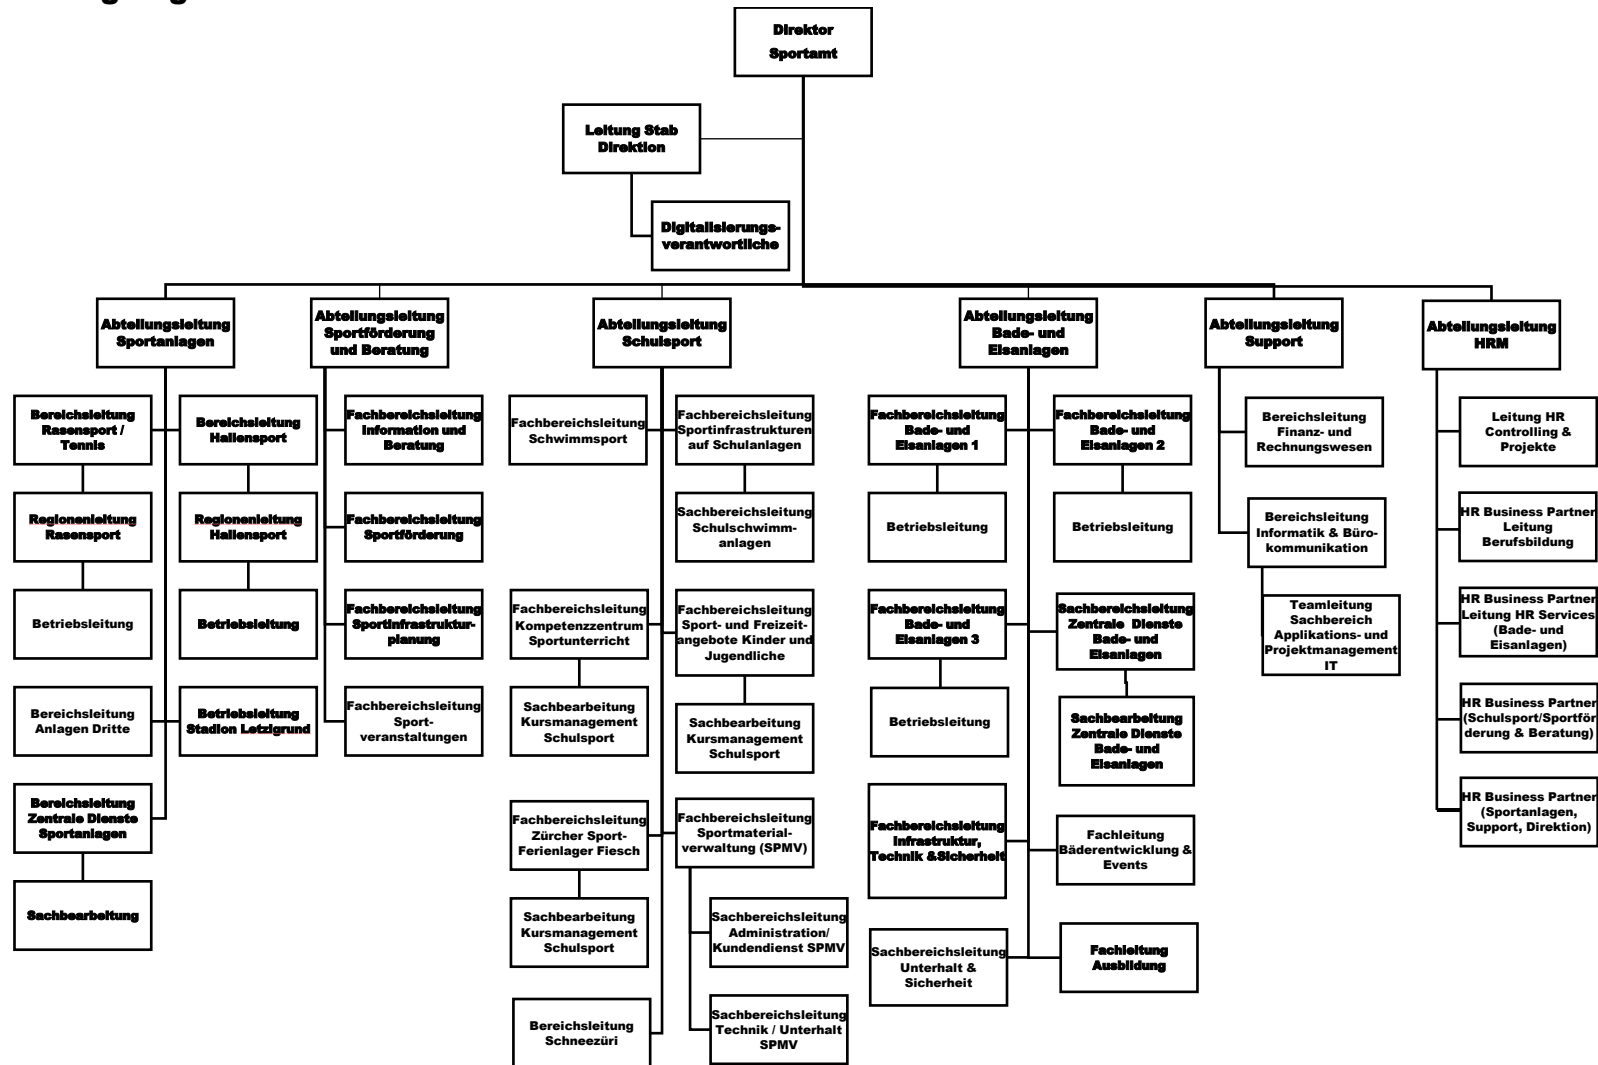 Direktor
Sportamt
Leitung Stab
Direktion
Digitalisierungs-
verantwortliche
Abteilungsleitung
Sportanlagen
Abteilungsleitung
Sportförderung
und Beratung
Abteilungsleitung
Schulsport
Abteilungsleitung
Bade- und
Eisanlagen
Abteilungsleitung
Support
Abteilungsleitung
HRM
Bereichsleitung
Rasensport /
Tennis
Bereichsleitung
Hallensport
Regionenleitung
Rasensport
Regionenleitung
Hallensport
Betriebsleitung
Betriebsleitung
Bereichsleitung
Anlagen Dritte
Betriebsleitung
Stadion Letzigrund
Bereichsleitung
Zentrale Dienste
Sportanlagen
Sachbearbeitung
Fachbereichsleitung
Information und
Beratung
Fachbereichsleitung
Sportförderung
Fachbereichsleitung
Sportinfrastruktur-
planung
Fachbereichsleitung
Sport-
veranstaltungen
Fachbereichsleitung
Schwimmsport
Fachbereichsleitung
Sportinfrastrukturen
auf Schulanlagen
Sachbereichsleitung
Schulschwimm-
anlagen
Fachbereichsleitung
Kompetenzzentrum
Sportunterricht
Fachbereichsleitung
Sport- und Freizeit-
angebote Kinder und
Jugendliche
Sachbearbeitung
Kursmanagement
Schulsport
Sachbearbeitung
Kursmanagement
Schulsport
Fachbereichsleitung
Zürcher Sport-
Ferienlager Fiesch
Fachbereichsleitung
Sportmaterial-
verwaltung (SPMV)
Sachbearbeitung
Kursmanagement
Schulsport
Sachbereichsleitung
Administration/
Kundendienst SPMV
Bereichsleitung
Schneezüri
Sachbereichsleitung
Technik / Unterhalt
SPMV
Fachbereichsleitung
Bade- und
Eisanlagen 1
Fachbereichsleitung
Bade- und
Eisanlagen 2
Betriebsleitung
Betriebsleitung
Fachbereichsleitung
Bade- und
Eisanlagen 3
Sachbereichsleitung
Zentrale Dienste
Bade- und
Eisanlagen
Betriebsleitung
Sachbearbeitung
Zentrale Dienste
Bade- und
Eisanlagen
Fachbereichsleitung
Infrastruktur,
Technik &Sicherheit
Fachleitung
Bäderentwicklung &
Events
Sachbereichsleitung
Unterhalt &
Sicherheit
Fachleitung
Ausbildung
Bereichsleitung
Finanz- und
Rechnungswesen
Bereichsleitung
Informatik & Büro-
kommunikation
Teamleitung
Sachbereich
Applikations- und
Projektmanagement
IT
Leitung HR
Controlling &
Projekte
HR Business Partner
Leitung
Berufsbildung
HR Business Partner
Leitung HR Services
(Bade- und
Eisanlagen)
HR Business Partner
(Schulsport/Sportför
derung & Beratung)
HR Business Partner
(Sportanlagen,
Support, Direktion)